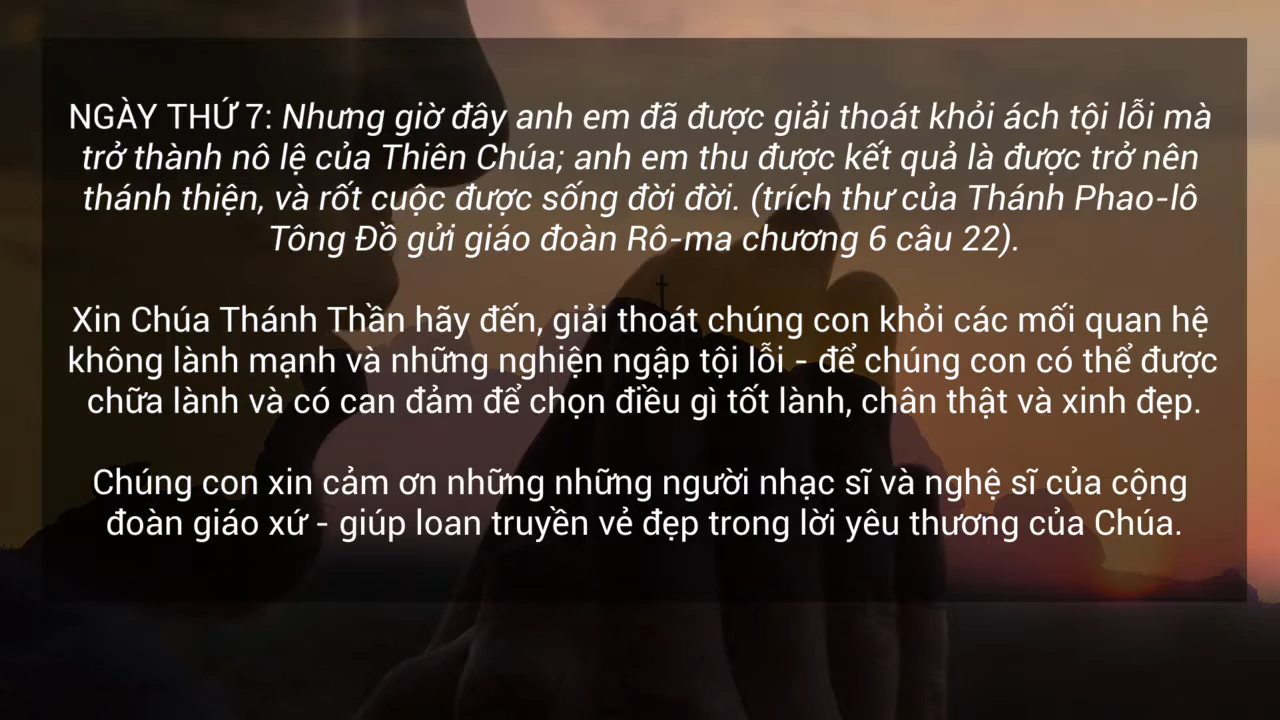 NGÀY THỨ 7: Nhưng giờ đây anh em đã được giải thoát khỏi ách tội lỗi mà
trở thành nô lệ của Thiên Chúa; anh em thu được kết quả là được trở nên
thánh thiện, và rốt cuộc được sống đời đời. (trích thư của Thánh Phao-lô
Tông Đồ gửi giáo đoàn Rô-ma chương 6 câu 22).
Xin Chúa Thánh Thần hãy đến, giải thoát chúng con khỏi các mối quan hệ
không lành mạnh và những nghiện ngập tội lỗi - để chúng con có thể được
chữa lành và có can đảm để chọn điều gì tốt lành, chân thật và xinh đẹp.
Chúng con xin cảm ơn những những người nhạc sĩ và nghệ sĩ của cộng
đoàn giáo xứ - giúp loan truyền vẻ đẹp trong lời yêu thương của Chúa.